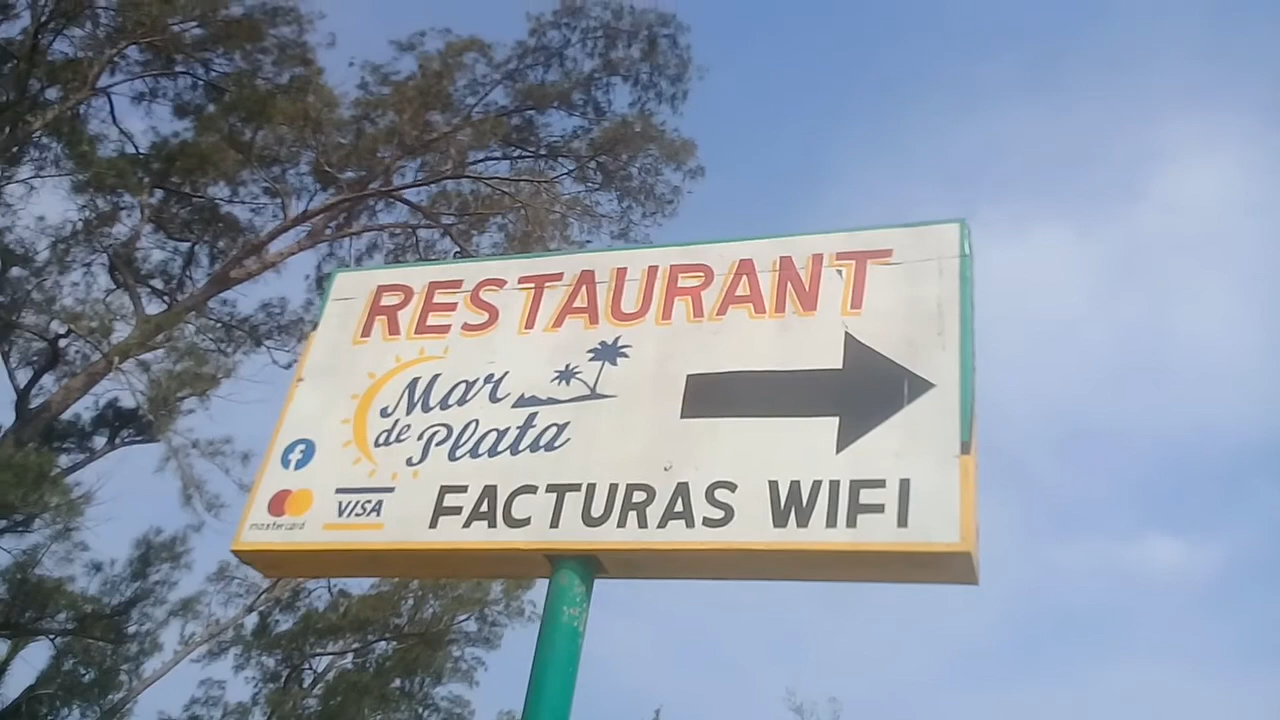 RESTAURANT
Mar
de Plata
mastercard
VISA
FACTURAS WIFI